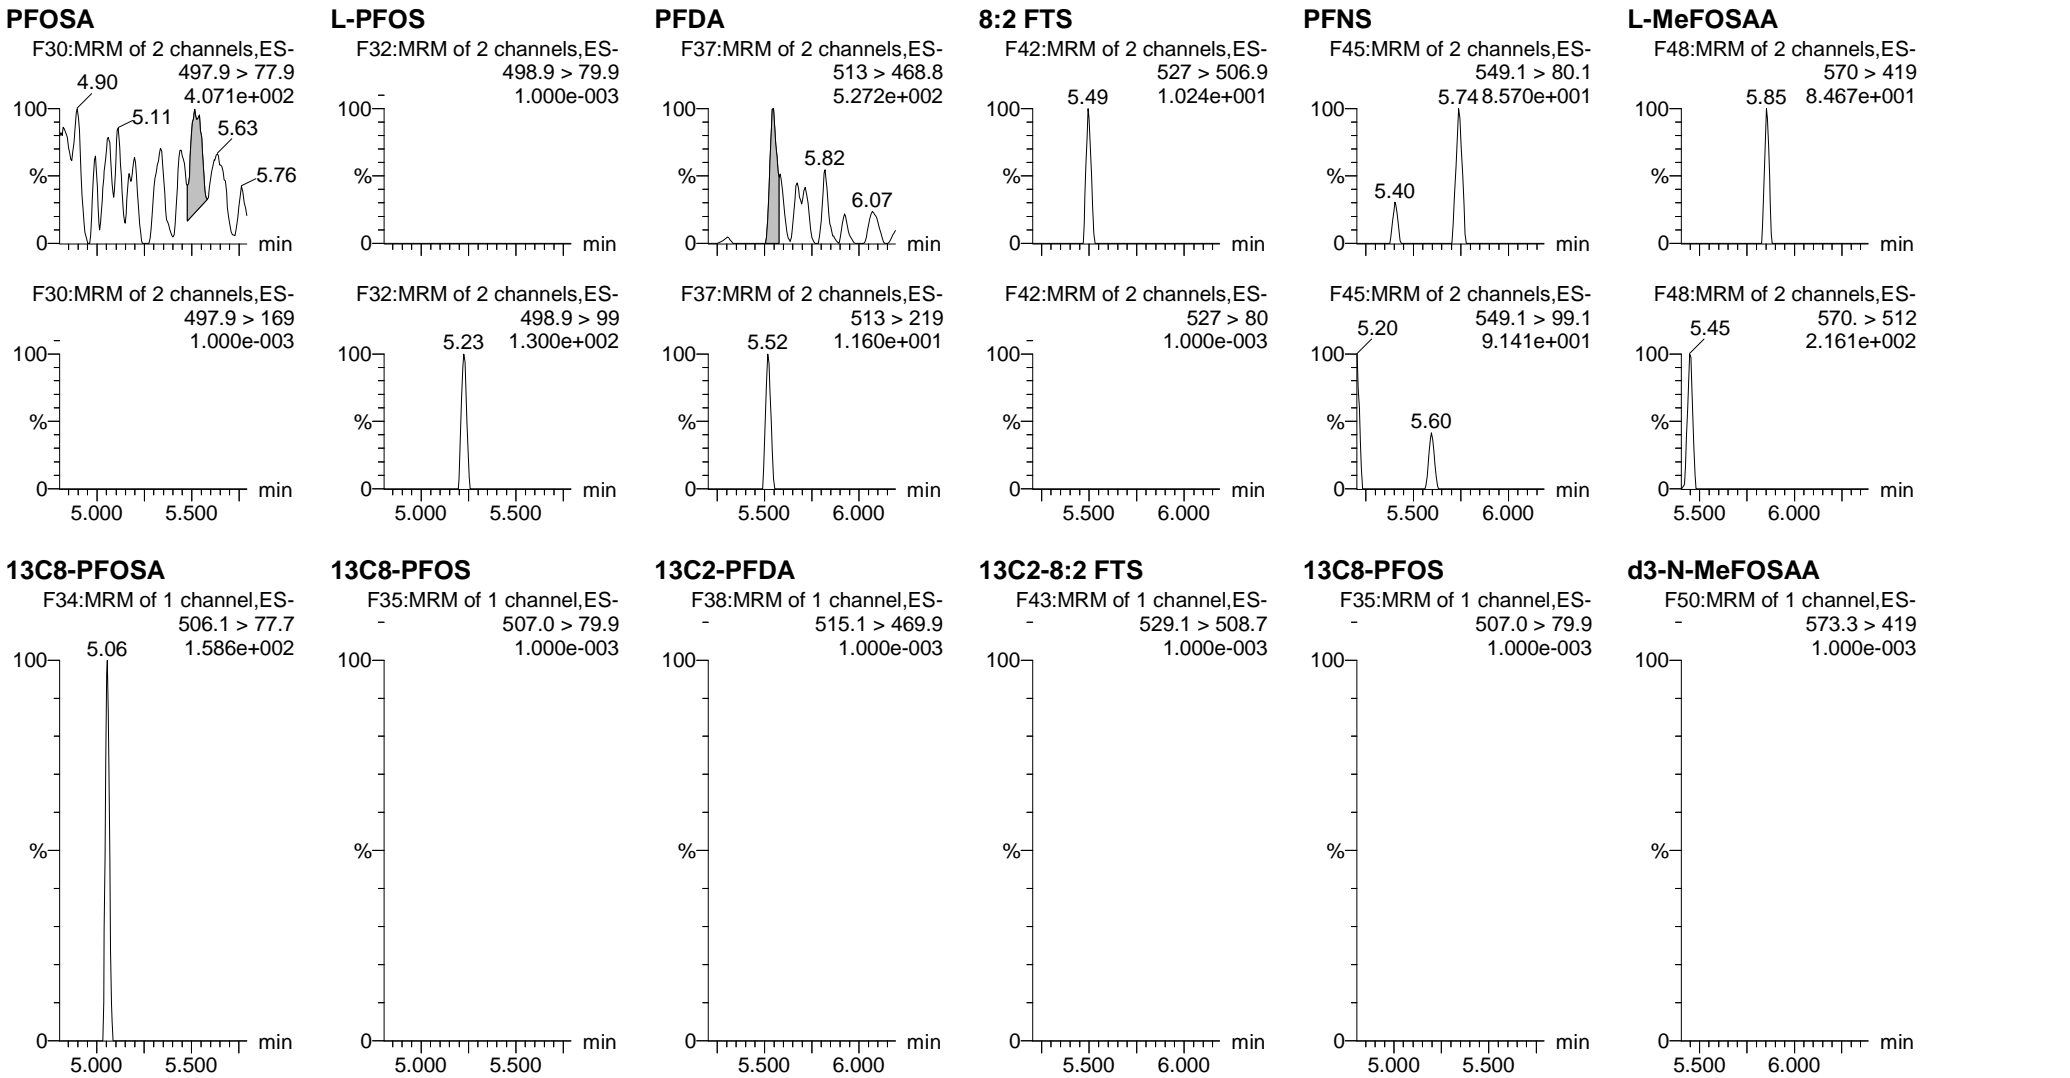 PFOSA
F30:MRM of 2 channels,ES-
497.9 > 77.9
4.071e+002
4.90
5.11
5.63
5.76
100
%
0
min
L-PFOS
F32:MRM of 2 channels,ES-
498.9 > 79.9
1.000e-003
100
%
0
min
PFDA
F37:MRM of 2 channels,ES-
513 > 468.8
5.272e+002
5.82
6.07
100
%
0
min
8:2 FTS
F42:MRM of 2 channels,ES-
527 > 506.9
1.024e+001
5.49
100
%
0
min
PFNS
F45:MRM of 2 channels,ES-
549.1 > 80.1
8.570e+001
5.74
5.40
100
%
0
min
L-MeFOSAA
F48:MRM of 2 channels,ES-
570 > 419
8.467e+001
5.85
100
%
0
min
F30:MRM of 2 channels,ES-
497.9 > 169
1.000e-003
100
%
0
min
5.000 5.500
F32:MRM of 2 channels,ES-
498.9 > 99
1.300e+002
5.23
100
%
0
min
5.000 5.500
F37:MRM of 2 channels,ES-
513 > 219
1.160e+001
5.52
100
%
0
min
5.500 6.000
F42:MRM of 2 channels,ES-
527 > 80
1.000e-003
100
%
0
min
5.500 6.000
F45:MRM of 2 channels,ES-
549.1 > 99.1
9.141e+001
5.20
5.60
100
%
0
min
5.500 6.000
F48:MRM of 2 channels,ES-
570. > 512
2.161e+002
5.45
100
%
0
min
5.500 6.000
13C8-PFOSA
F34:MRM of 1 channel,ES-
506.1 > 77.7
1.586e+002
5.06
100
%
0
min
5.000 5.500
13C8-PFOS
F35:MRM of 1 channel,ES-
507.0 > 79.9
1.000e-003
100
%
0
min
5.000 5.500
13C2-PFDA
F38:MRM of 1 channel,ES-
515.1 > 469.9
1.000e-003
100
%
0
min
5.500 6.000
13C2-8:2 FTS
F43:MRM of 1 channel,ES-
529.1 > 508.7
1.000e-003
100
%
0
min
5.500 6.000
13C8-PFOS
F35:MRM of 1 channel,ES-
507.0 > 79.9
1.000e-003
100
%
0
min
5.000 5.500
d3-N-MeFOSAA
F50:MRM of 1 channel,ES-
573.3 > 419
1.000e-003
100
%
0
min
5.500 6.000